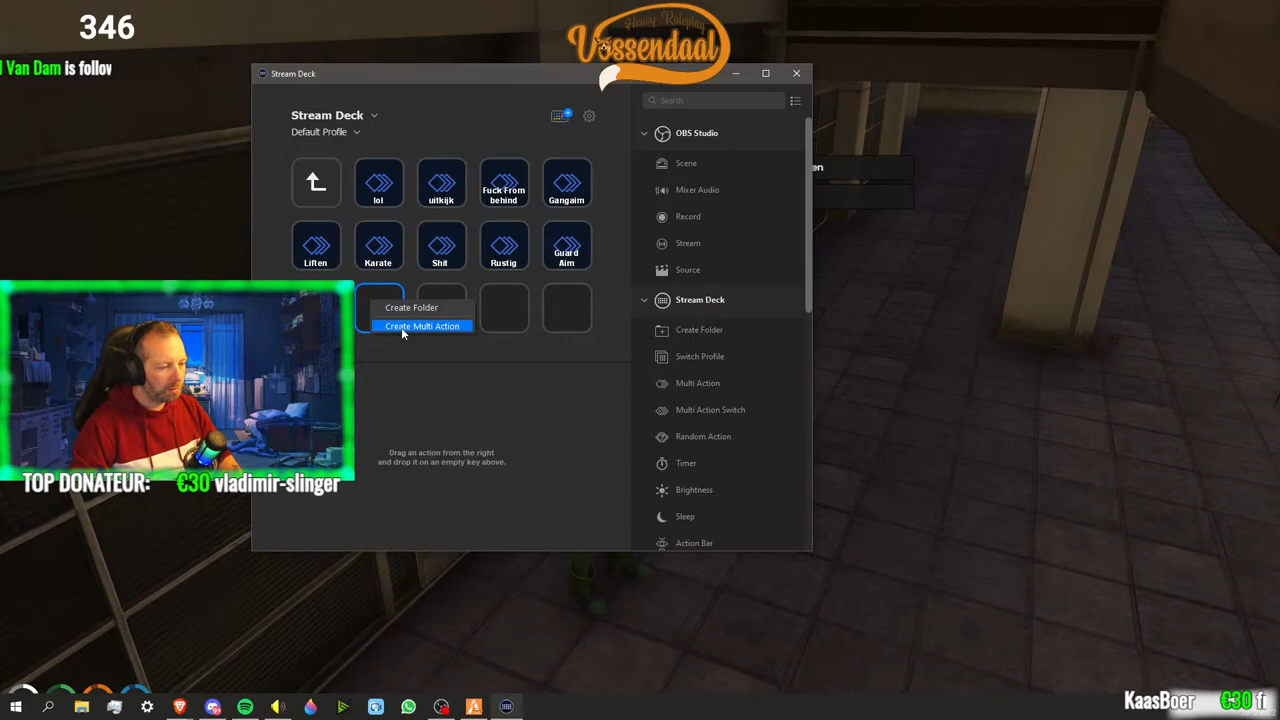 346
l Van Dam is follov
Heavy Roleplay
Vossendaal
Stream Deck
Stream Deck
Default Profile
Search
OBS Studio
Scene
Mixer Audio
Record
Stream
Source
Stream Deck
Create Folder
Switch Profile
Multi Action
Multi Action Switch
Random Action
Timer
Brightness
Sleep
Action Bar
lol
uitkijk
Fuck From
behind
Gangaim
Liften
Karate
Shit
Rustig
Guard
Aim
Create Folder
Create Multi Action
Drag an action from the right
and drop it on an empty key above.
en
TOP DONATEUR: €30 vladimir-slinger
KaasBoer €30 fi